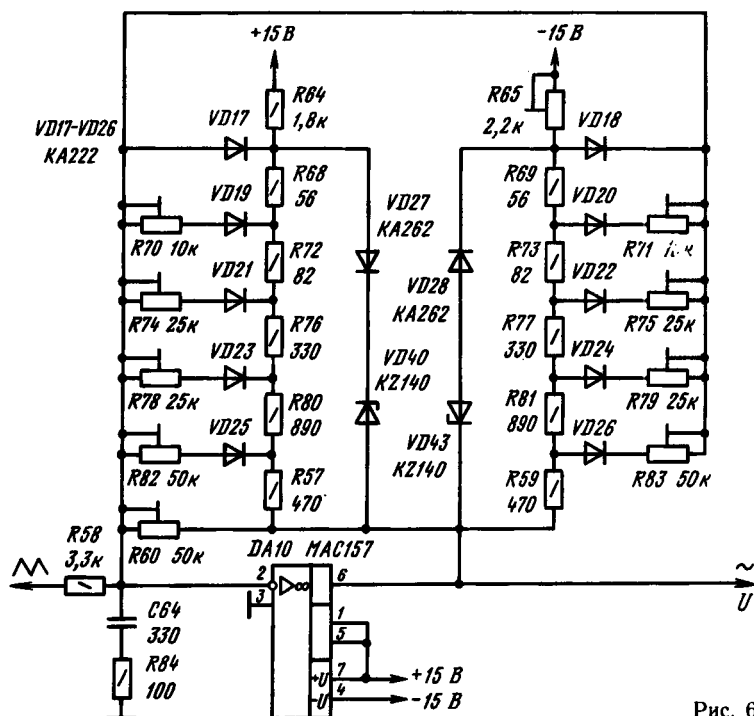 +15 В
-15 В
R64
1,8к
R65
2,2к
VD17-VD26
КА222
VD17
VD18
R68
56
R69
56
VD19
VD27
КА262
VD20
R70 10к
R72
82
R73
82
R71
VD21
VD28
КА262
VD22
R74 25к
R76
330
R77
330
R75 25к
VD23
VD40
KZ140
VD24
R78 25к
R80
890
R81
890
R79 25к
VD25
VD43
KZ140
VD26
R82 50к
R57
470
R59
470
R83 50к
R58
3,3к
R60 50к
DA10 МАС157
2
3
6
1
5
7
4
+U
-U
+15 В
-15 В
~
U
C64
330
R84
100
Рис. 6